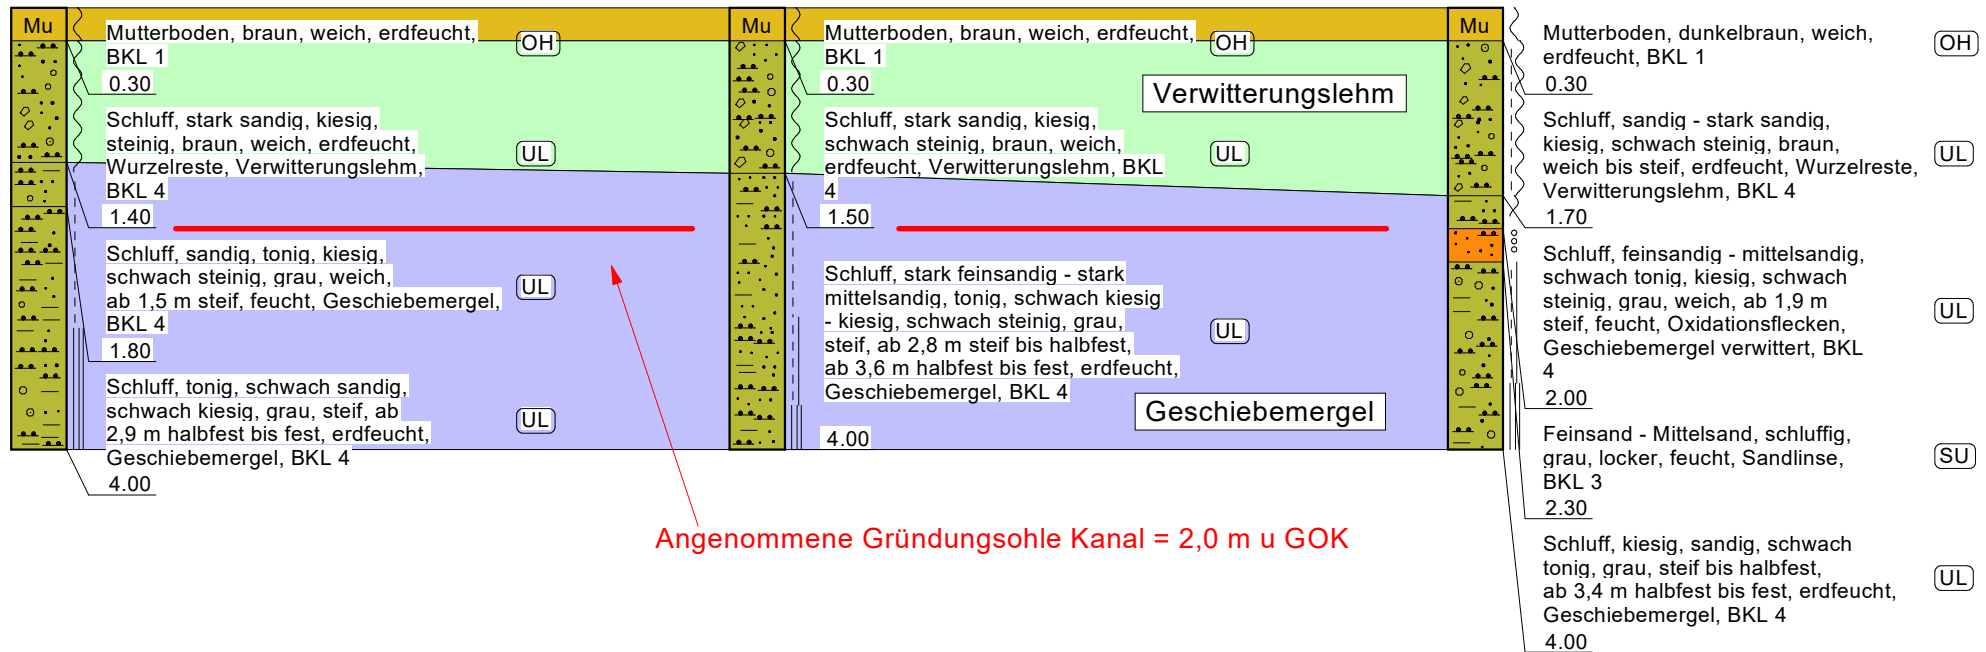 Mu
Mutterboden, braun, weich, erdfeucht,
BKL 1
0.30
OH
Schluff, stark sandig, kiesig,
steinig, braun, weich, erdfeucht,
Wurzelreste, Verwitterungslehm,
BKL 4
1.40
UL
Schluff, sandig, tonig, kiesig,
schwach steinig, grau, weich,
ab 1,5 m steif, feucht, Geschiebemergel,
BKL 4
1.80
UL
Schluff, tonig, schwach sandig,
schwach kiesig, grau, steif, ab
2,9 m halbfest bis fest, erdfeucht,
Geschiebemergel, BKL 4
4.00
UL
Mu
Mutterboden, braun, weich, erdfeucht,
BKL 1
0.30
OH
Verwitterungslehm
Schluff, stark sandig, kiesig,
schwach steinig, braun, weich,
erdfeucht, Verwitterungslehm, BKL
4
1.50
UL
Schluff, stark feinsandig - stark
mittelsandig, tonig, schwach kiesig
- kiesig, schwach steinig, grau,
steif, ab 2,8 m steif bis halbfest,
ab 3,6 m halbfest bis fest, erdfeucht,
Geschiebemergel, BKL 4
4.00
UL
Geschiebemergel
Angenommene Gründungsohle Kanal = 2,0 m u GOK
Mu
Mutterboden, dunkelbraun, weich,
erdfeucht, BKL 1
0.30
OH
Schluff, sandig - stark sandig,
kiesig, schwach steinig, braun,
weich bis steif, erdfeucht, Wurzelreste,
Verwitterungslehm, BKL 4
1.70
UL
Schluff, feinsandig - mittelsandig,
schwach tonig, kiesig, schwach
steinig, grau, weich, ab 1,9 m
steif, feucht, Oxidationsflecken,
Geschiebemergel verwittert, BKL
4
2.00
UL
Feinsand - Mittelsand, schluffig,
grau, locker, feucht, Sandlinse,
BKL 3
2.30
SU
Schluff, kiesig, sandig, schwach
tonig, grau, steif bis halbfest,
ab 3,4 m halbfest bis fest, erdfeucht,
Geschiebemergel, BKL 4
4.00
UL